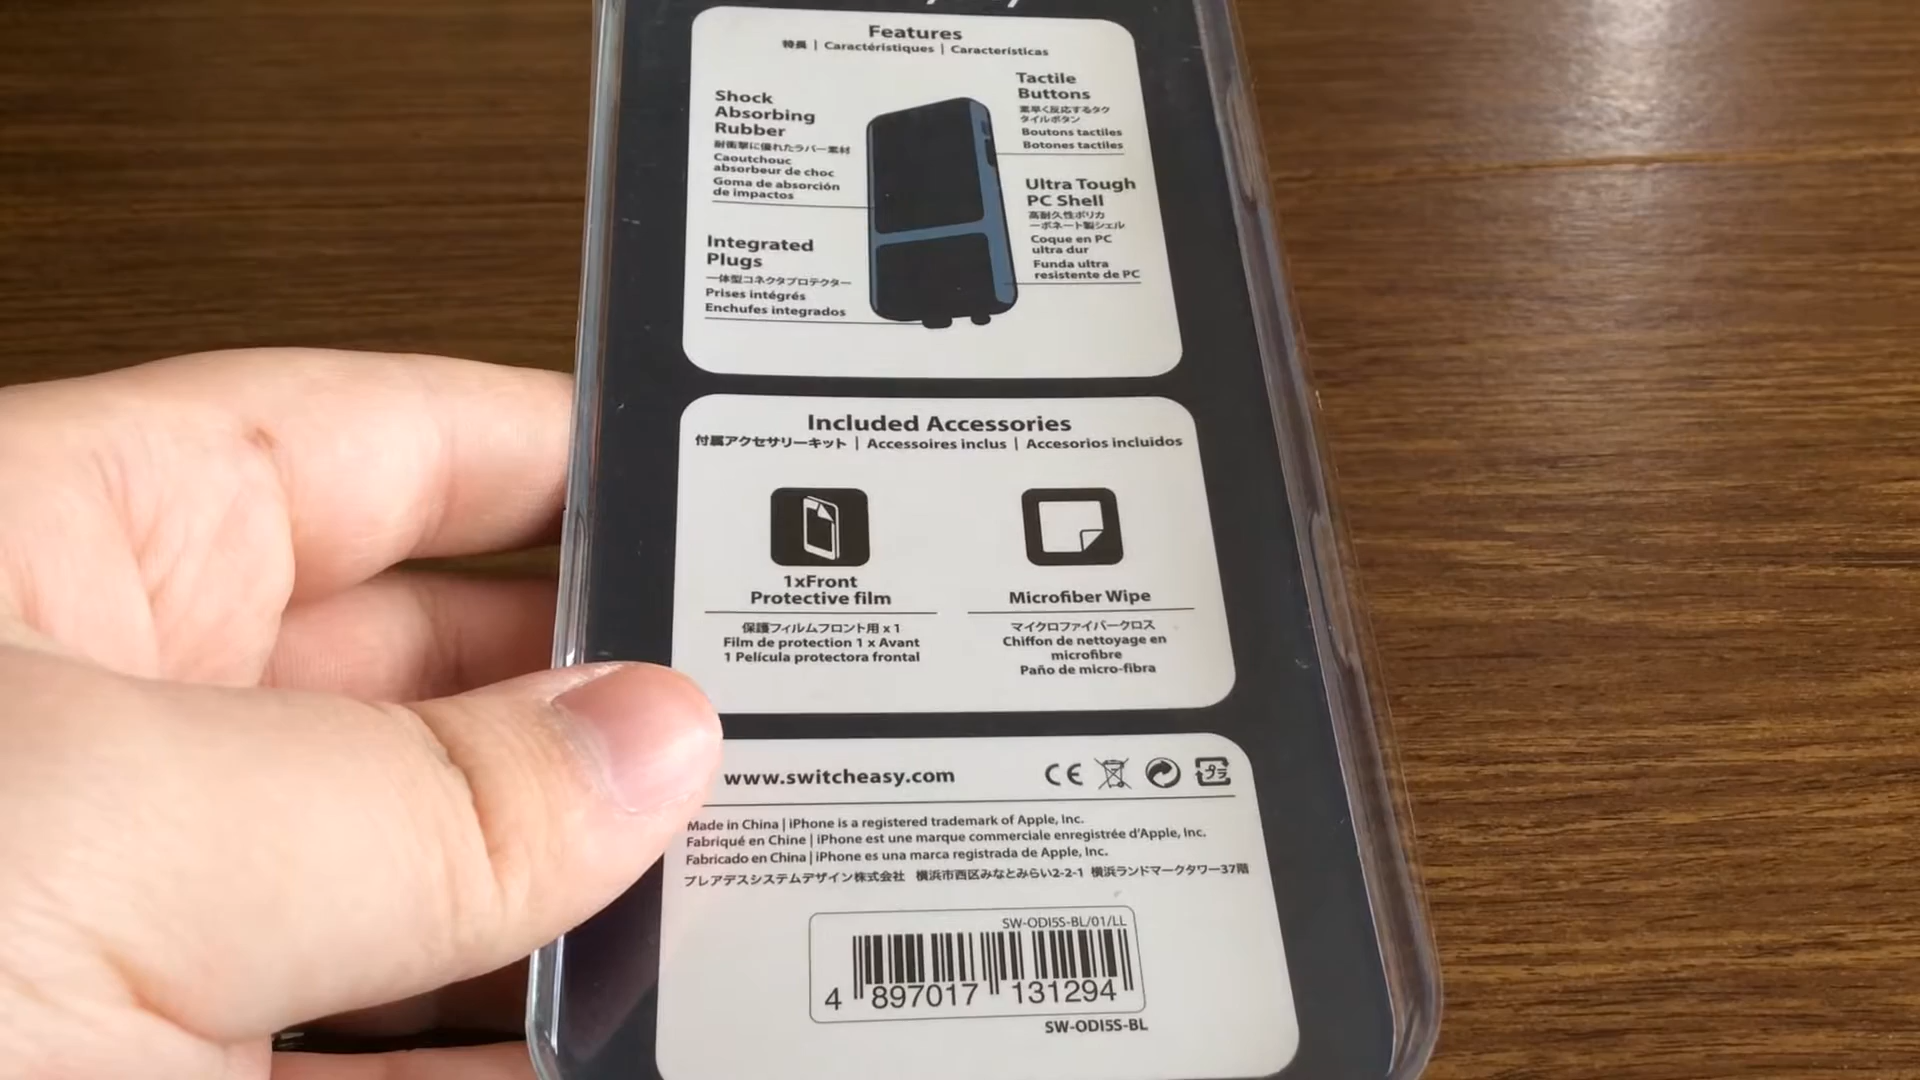 Features
特長 | Caractéristiques | Características
Shock
Absorbing
Rubber
耐衝撃に優れたラバー素材
Caoutchouc
absorbeur de choc
Goma de absorción
de impactos
Integrated
Plugs
一体型コネクタプロテクター
Prises intégrés
Enchufes integrados
Tactile
Buttons
素早く反応するタク
タイルボタン
Boutons tactiles
Botones tactiles
Ultra Tough
PC Shell
高耐久性ポリカ
ーボネート製シェル
Coque en PC
ultra dur
Funda ultra
resistente de PC
Included Accessories
付属アクセサリーキット | Accessoires inclus | Accesorios incluidos
1xFront
Protective film
保護フィルムフロント用 x 1
Film de protection 1 x Avant
1 Película protectora frontal
Microfiber Wipe
マイクロファイバークロス
Chiffon de nettoyage en
microfibre
Paño de micro-fibra
www.switcheasy.com
CE
プラ
Made in China | iPhone is a registered trademark of Apple, Inc.
Fabriqué en Chine | iPhone est une marque commerciale enregistrée d'Apple, Inc.
Fabricado en China | iPhone es una marca registrada de Apple, Inc.
プレアデスシステムデザイン株式会社 横浜市西区みなとみらい2-2-1 横浜ランドマークタワー37階
SW-ODI5S-BL/01/LL
4 897017 131294
SW-ODI5S-BL